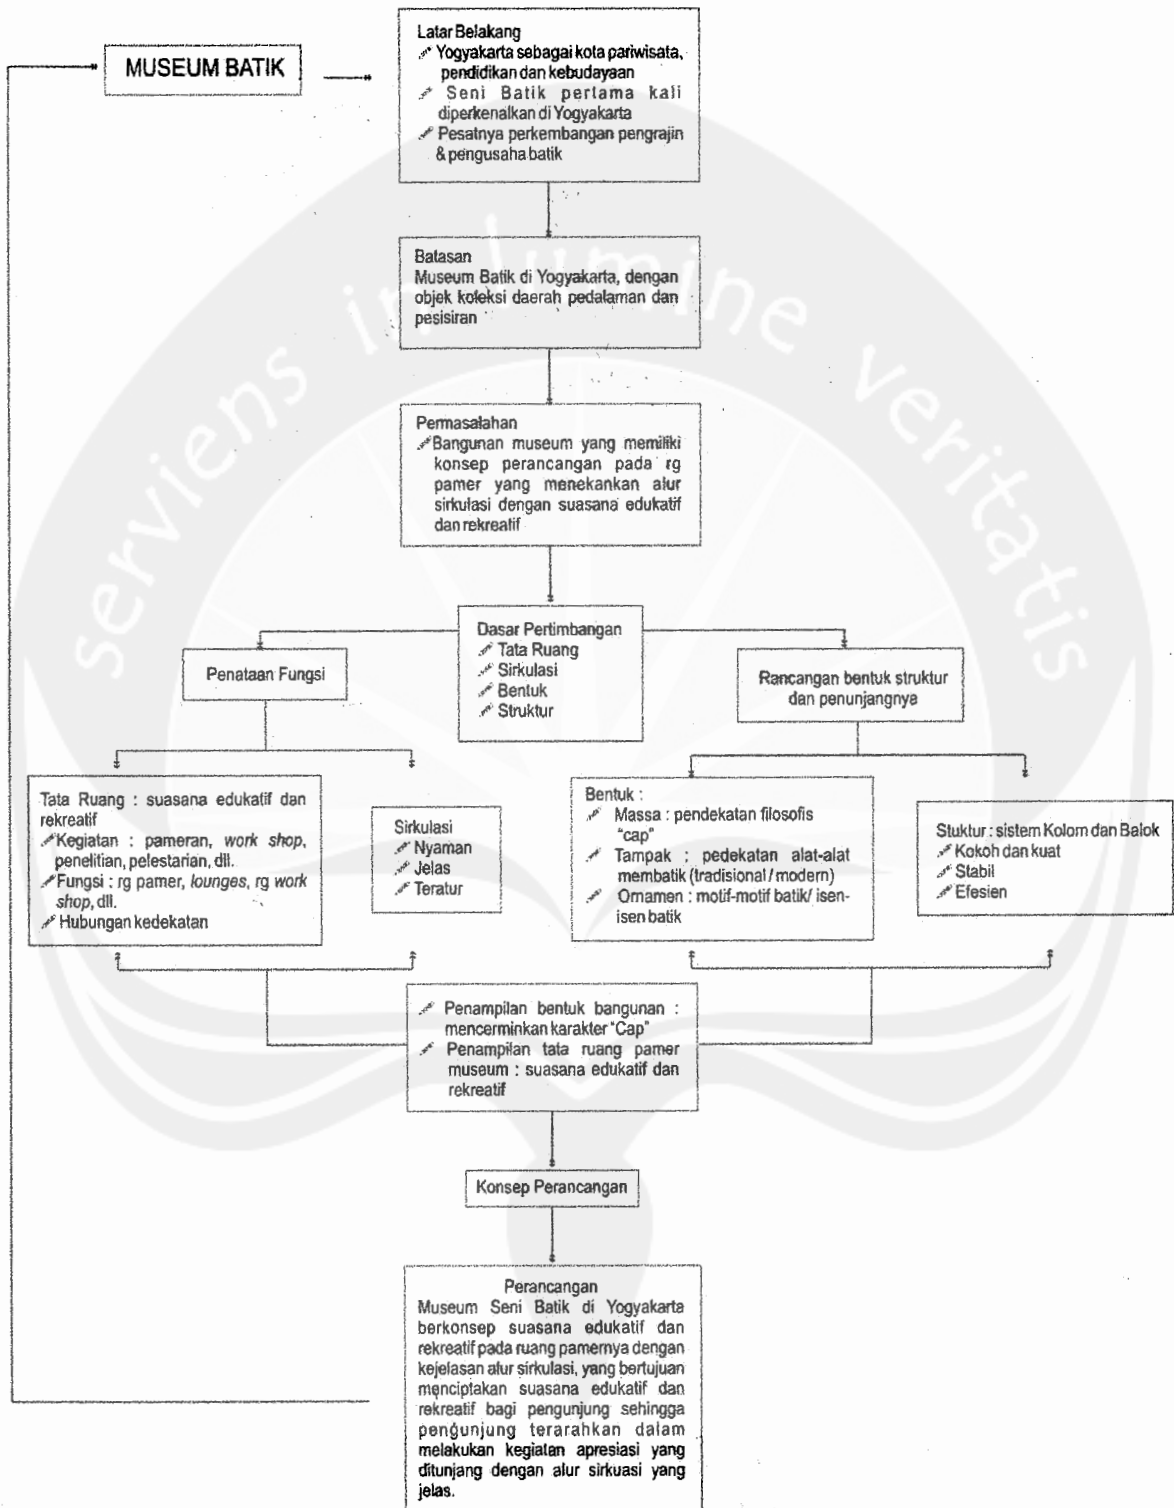 MUSEUM BATIK
Latar Belakang
Yogyakarta sebagai kota pariwisata,
pendidikan dan kebudayaan
Seni Batik pertama kali
diperkenalkan di Yogyakarta
Pesatnya perkembangan pengrajin
& pengusaha batik
Batasan
Museum Batik di Yogyakarta, dengan
objek koleksi daerah pedalaman dan
pesisiran
Permasalahan
Bangunan museum yang memiliki
konsep perancangan pada rg
pamer yang menekankan alur
sirkulasi dengan suasana edukatif
dan rekreatif
Dasar Pertimbangan
Tata Ruang
Sirkulasi
Bentuk
Struktur
Penataan Fungsi
Rancangan bentuk struktur
dan penunjangnya
Tata Ruang : suasana edukatif dan
rekreatif
Kegiatan : pameran, work shop,
penelitian, pelestarian, dll.
Fungsi : rg pamer, lounges, rg work
shop, dll.
Hubungan kedekatan
Sirkulasi
Nyaman
Jelas
Teratur
Bentuk :
Massa : pendekatan filosofis
"cap"
Tampak : pedekatan alat-alat
membatik (tradisional / modern)
Ornamen : motif-motif batik/ isen-
isen batik
Stuktur : sistem Kolom dan Balok
Kokoh dan kuat
Stabil
Efesien
Penampilan bentuk bangunan :
mencerminkan karakter "Cap"
Penampilan tata ruang pamer
museum : suasana edukatif dan
rekreatif
Konsep Perancangan
Perancangan
Museum Seni Batik di Yogyakarta
berkonsep suasana edukatif dan
rekreatif pada ruang pamernya dengan
kejelasan alur sirkulasi, yang bertujuan
menciptakan suasana edukatif dan
rekreatif bagi pengunjung sehingga
pengunjung terarahkan dalam
melakukan kegiatan apresiasi yang
ditunjang dengan alur sirkuasi yang
jelas.
serviens in lumine veritatis